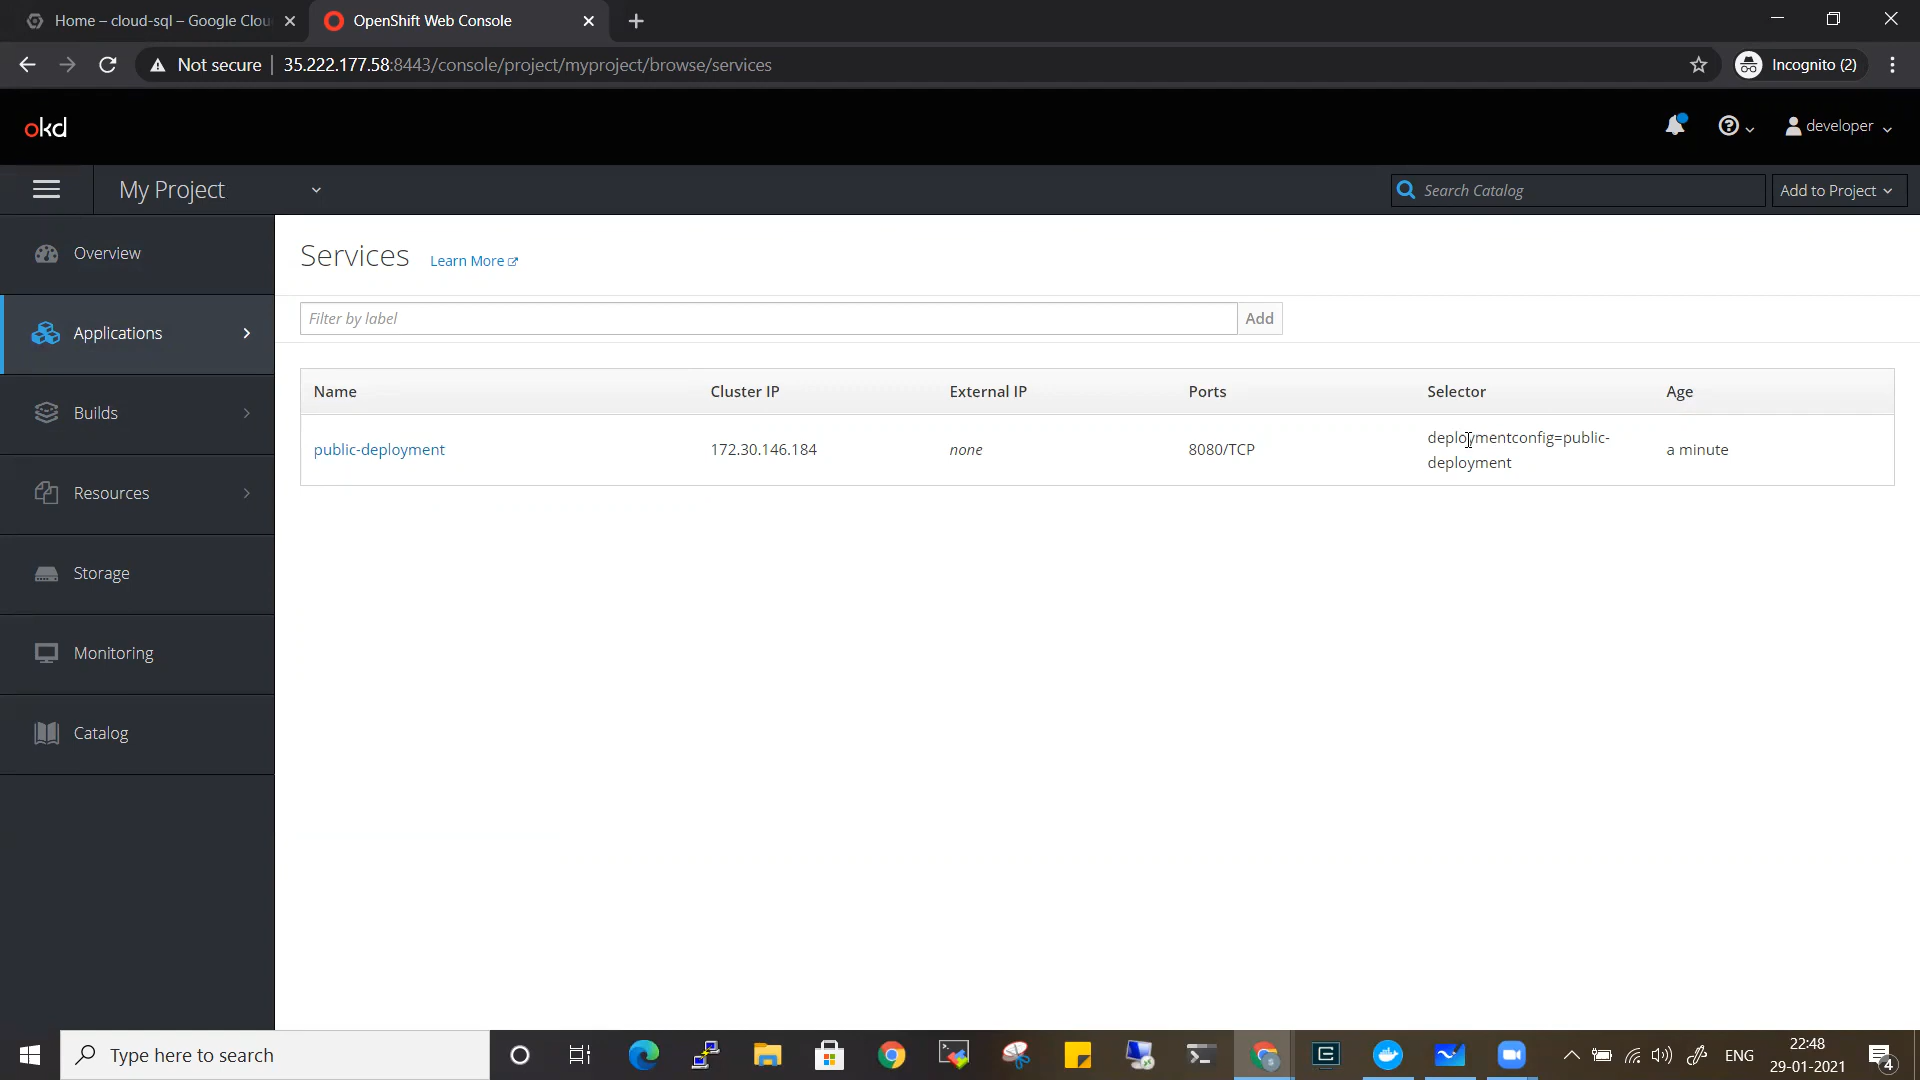 Home – cloud-sql – Google Clou
OpenShift Web Console
Not secure
35.222.177.58:8443/console/project/myproject/browse/services
Incognito (2)
okd
developer
My Project
Search Catalog
Add to Project
Overview
Applications
Builds
Resources
Storage
Monitoring
Catalog
Services
Learn More
Filter by label
Add
Name Cluster IP External IP Ports Selector Age
public-deployment 172.30.146.184 none 8080/TCP deploymentconfig=public-
deployment a minute
Type here to search
ENG
22:48
29-01-2021
4